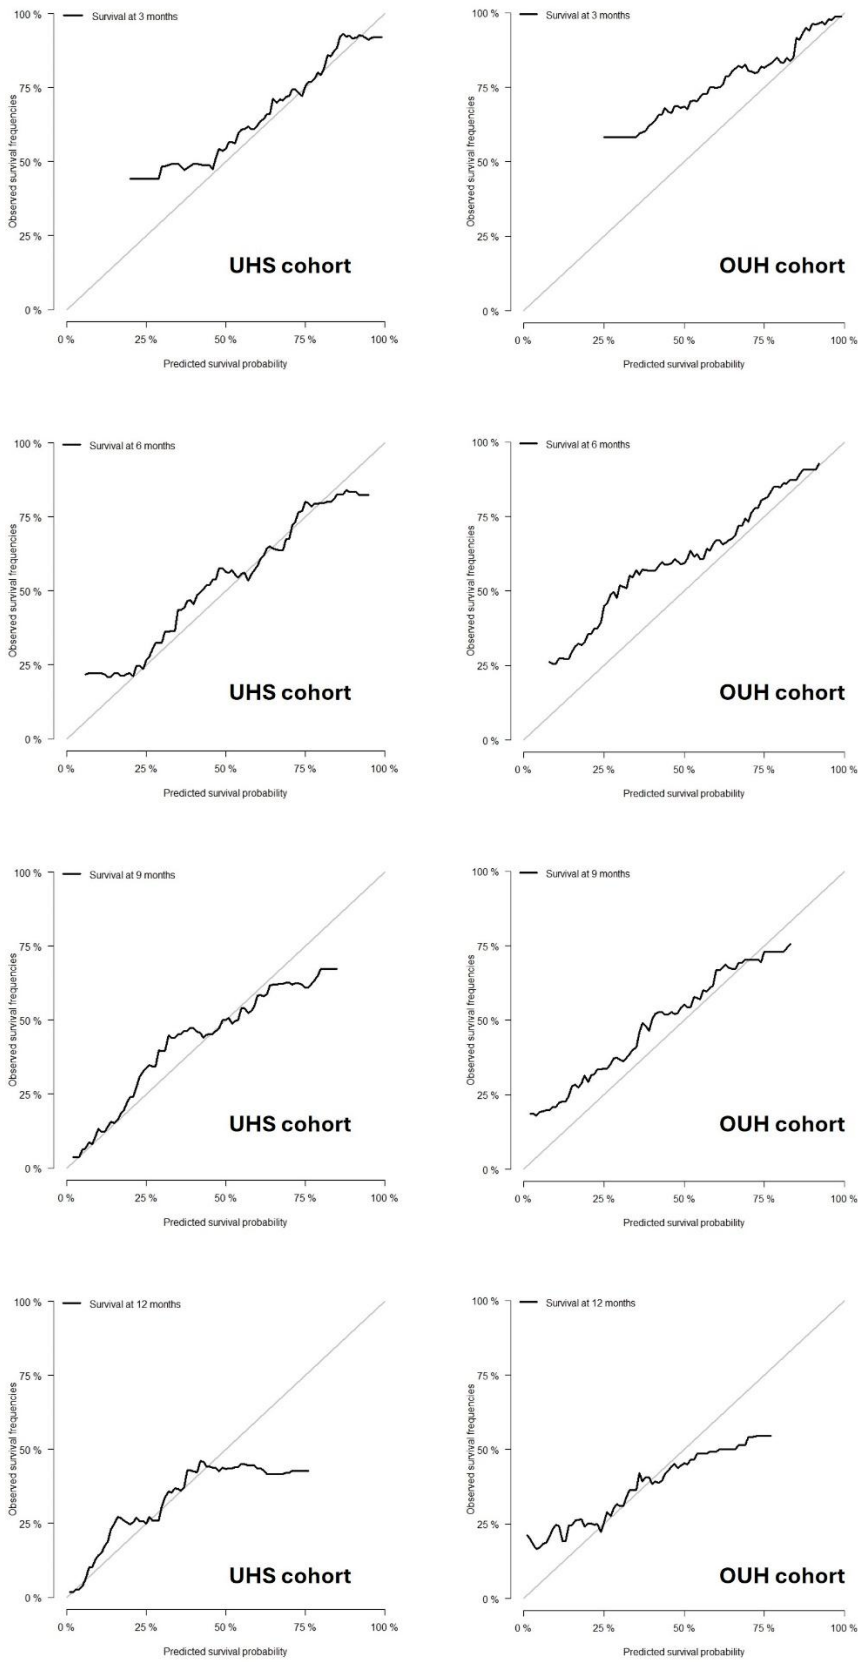 100 %
75 %
50 %
25 %
0 %
Observed survival frequencies
Survival at 3 months
UHS cohort
0 %
25 %
50 %
75 %
100 %
Predicted survival probability
100 %
75 %
50 %
25 %
0 %
Observed survival frequencies
Survival at 3 months
OUH cohort
0 %
25 %
50 %
75 %
100 %
Predicted survival probability
100 %
75 %
50 %
25 %
0 %
Observed survival frequencies
Survival at 6 months
UHS cohort
0 %
25 %
50 %
75 %
100 %
Predicted survival probability
100 %
75 %
50 %
25 %
0 %
Observed survival frequencies
Survival at 6 months
OUH cohort
0 %
25 %
50 %
75 %
100 %
Predicted survival probability
100 %
75 %
50 %
25 %
0 %
Observed survival frequencies
Survival at 9 months
UHS cohort
0 %
25 %
50 %
75 %
100 %
Predicted survival probability
100 %
75 %
50 %
25 %
0 %
Observed survival frequencies
Survival at 9 months
OUH cohort
0 %
25 %
50 %
75 %
100 %
Predicted survival probability
100 %
75 %
50 %
25 %
0 %
Observed survival frequencies
Survival at 12 months
UHS cohort
0 %
25 %
50 %
75 %
100 %
Predicted survival probability
100 %
75 %
50 %
25 %
0 %
Observed survival frequencies
Survival at 12 months
OUH cohort
0 %
25 %
50 %
75 %
100 %
Predicted survival probability